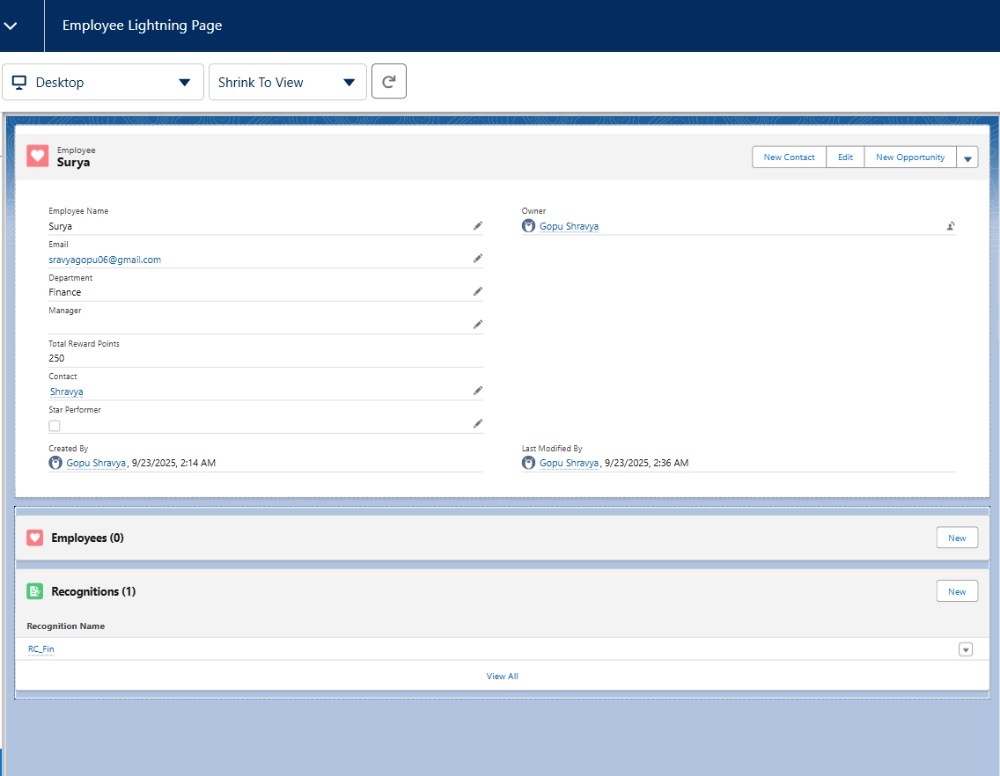 Employee Lightning Page
Desktop
Shrink To View
Employee
Surya
New Contact
Edit
New Opportunity
Employee Name
Surya
Owner
Gopu Shravya
Email
sravyagopu06@gmail.com
Department
Finance
Manager
Total Reward Points
250
Contact
Shravya
Star Performer
Created By
Gopu Shravya, 9/23/2025, 2:14 AM
Last Modified By
Gopu Shravya, 9/23/2025, 2:36 AM
Employees (0)
New
Recognitions (1)
New
Recognition Name
RC_Fin
View All